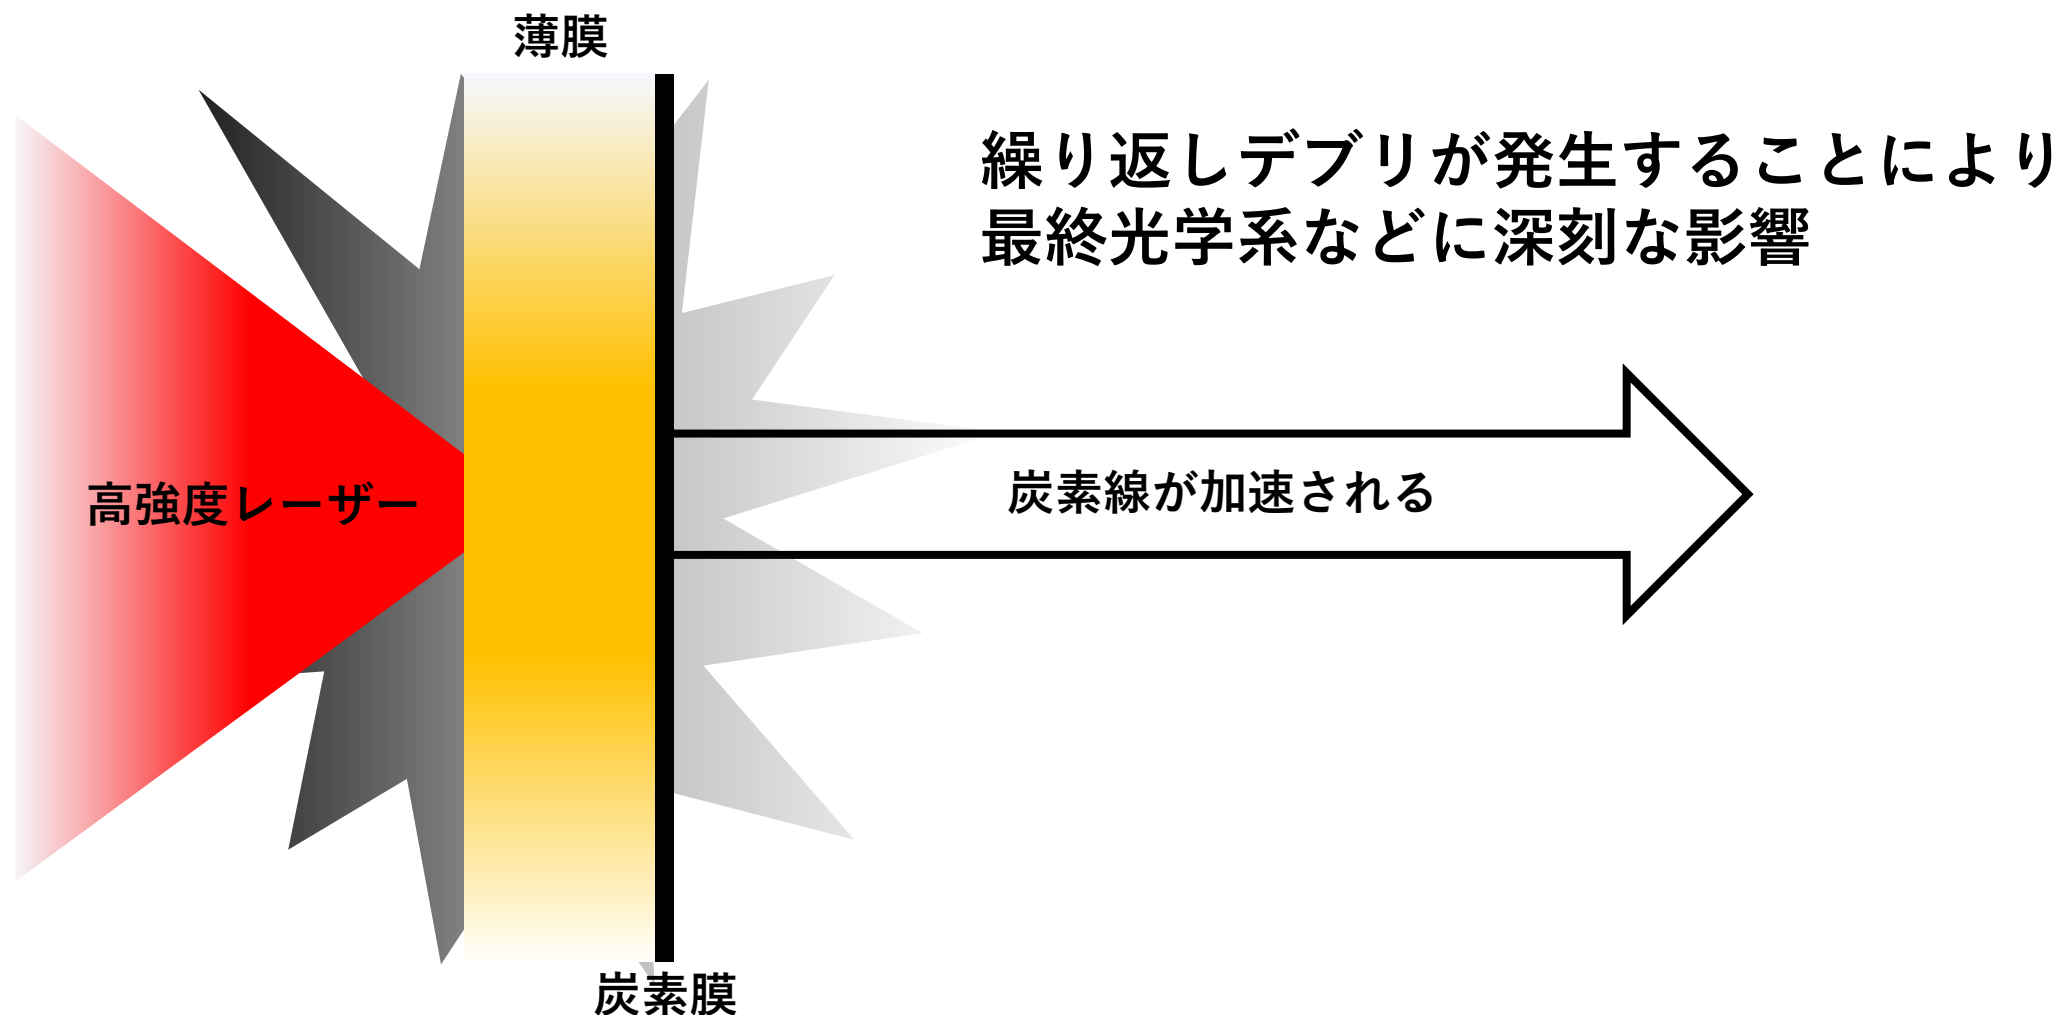 薄膜
繰り返しデブリが発生することにより
最終光学系などに深刻な影響
高強度レーザー
炭素線が加速される
炭素膜